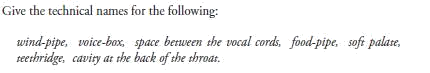 Give the technical names for the following:
wind-pipe, voice-box, space between the vocal cords, food-pipe, soft palate,
teethridge, cavity at the back of the throat.